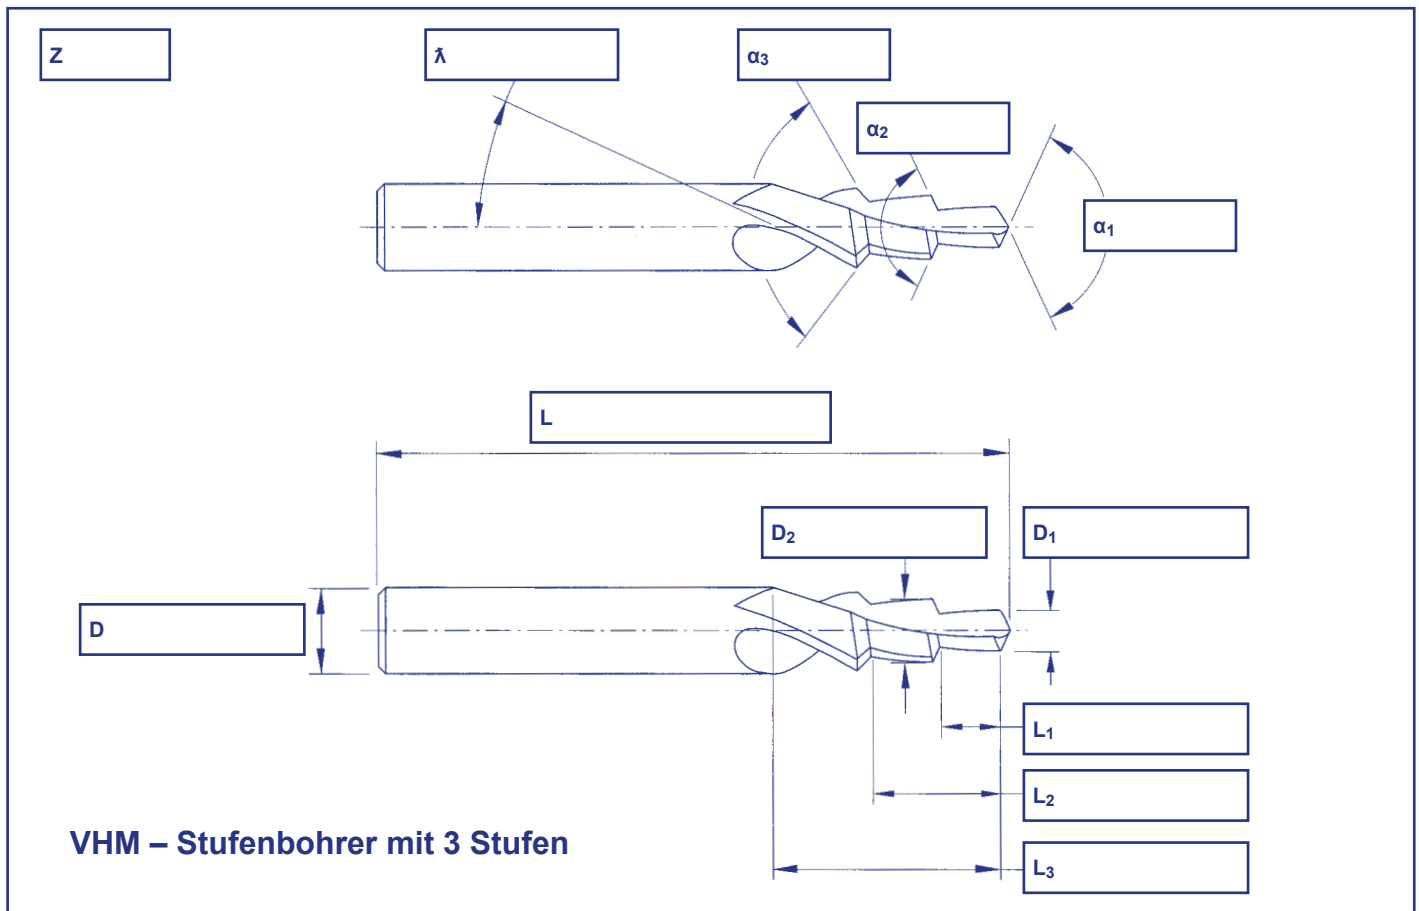 Z
ƛ
α3
α2
α1
L
D2
D1
D
L1
L2
VHM – Stufenbohrer mit 3 Stufen
L3